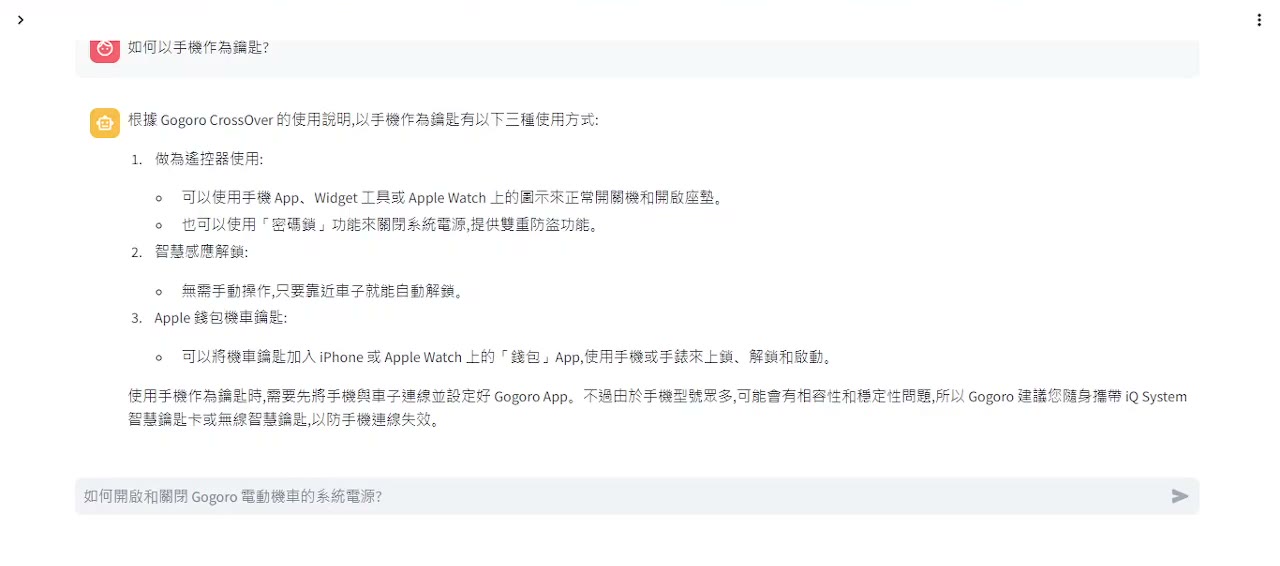 如何以手機作為鑰匙?
根據 Gogoro CrossOver 的使用說明,以手機作為鑰匙有以下三種使用方式:
1. 做為遙控器使用:
可以使用手機 App、Widget 工具或 Apple Watch 上的圖示來正常開關機和開啟座墊。
也可以使用「密碼鎖」功能來關閉系統電源,提供雙重防盜功能。
2. 智慧感應解鎖:
無需手動操作,只要靠近車子就能自動解鎖。
3. Apple 錢包機車鑰匙:
可以將機車鑰匙加入 iPhone 或 Apple Watch 上的「錢包」App,使用手機或手錶來上鎖、解鎖和啟動。
使用手機作為鑰匙時,需要先將手機與車子連線並設定好 Gogoro App。不過由於手機型號眾多,可能會有相容性和穩定性問題,所以 Gogoro 建議您隨身攜帶 iQ System
智慧鑰匙卡或無線智慧鑰匙,以防手機連線失效。
如何開啟和關閉 Gogoro 電動機車的系統電源?